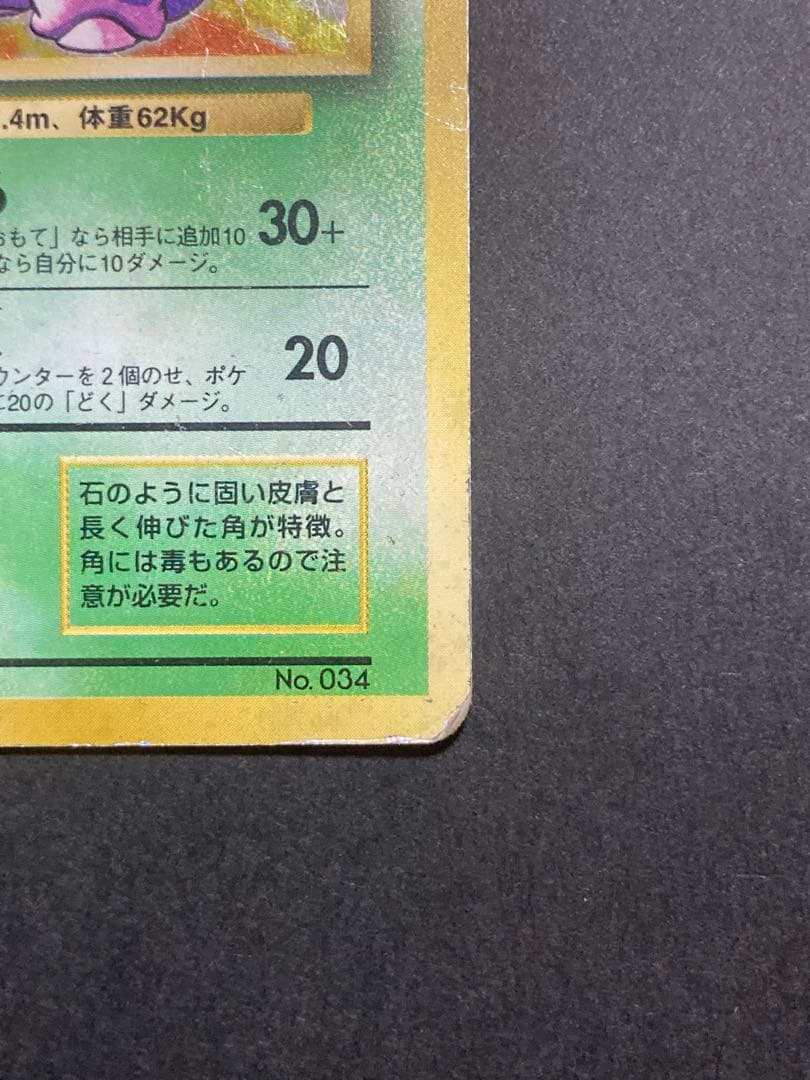 .4m、体重62Kg
おもて」なら相手に追加10
30+
なら自分に10ダメージ。
ウンターを2個のせ、ポケ
20
に20の「どく」ダメージ。
石のように固い皮膚と
長く伸びた角が特徴。
角には毒もあるので注
意が必要だ。
No. 034